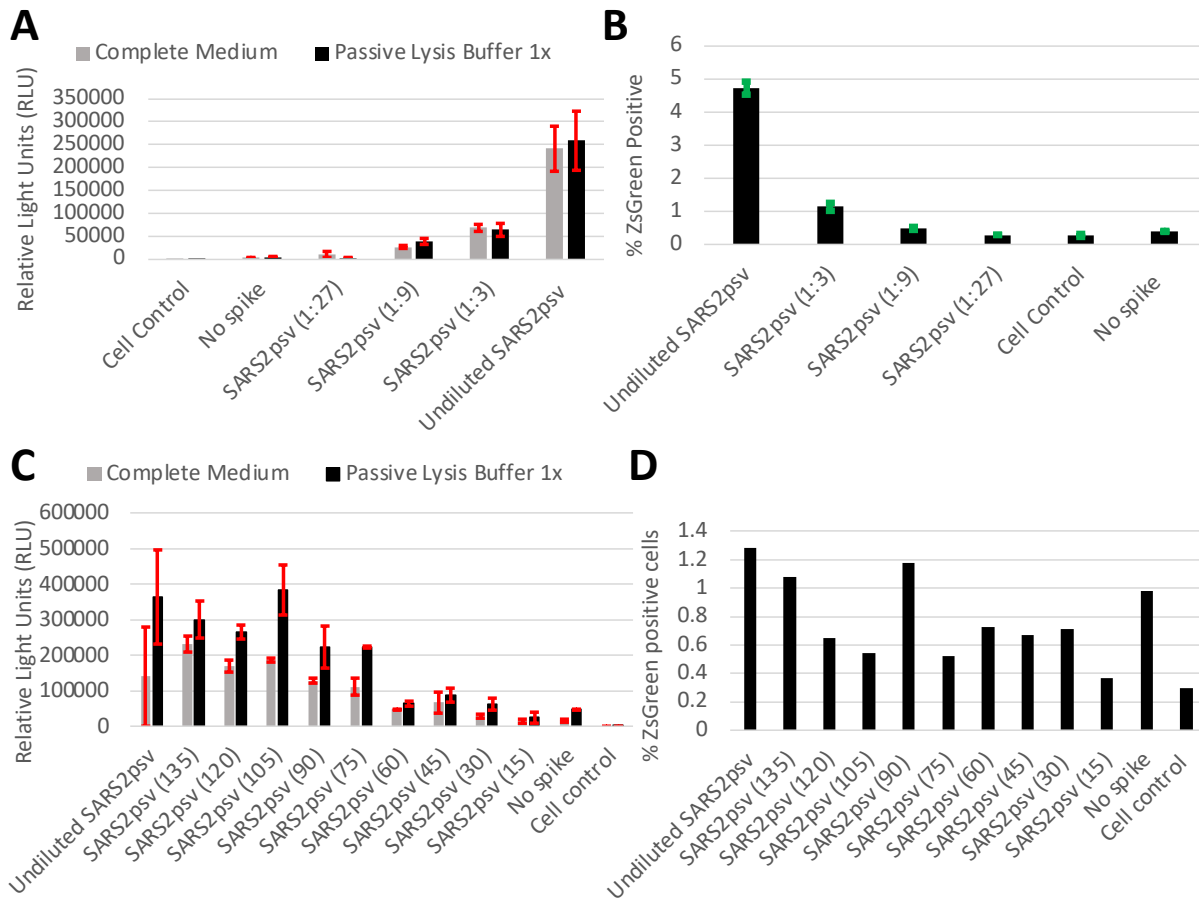 A
Complete Medium
Passive Lysis Buffer 1x
Relative Light Units (RLU)
350000
300000
250000
200000
150000
100000
50000
0
Cell Control
No spike
SARS2psv (1:27)
SARS2psv (1:9)
SARS2psv (1:3)
Undiluted SARS2psv
B
% ZsGreen Positive
6
5
4
3
2
1
0
Undiluted SARS2psv
SARS2psv (1:3)
SARS2psv (1:9)
SARS2psv (1:27)
Cell Control
No spike
C
Complete Medium
Passive Lysis Buffer 1x
Relative Light Units (RLU)
600000
500000
400000
300000
200000
100000
0
Undiluted SARS2psv
SARS2psv (135)
SARS2psv (120)
SARS2psv (105)
SARS2psv (90)
SARS2psv (75)
SARS2psv (60)
SARS2psv (45)
SARS2psv (30)
SARS2psv (15)
No spike
Cell control
D
% ZsGreen positive cells
1.4
1.2
1
0.8
0.6
0.4
0.2
0
Undiluted SARS2psv
SARS2psv (135)
SARS2psv (120)
SARS2psv (105)
SARS2psv (90)
SARS2psv (75)
SARS2psv (60)
SARS2psv (45)
SARS2psv (30)
SARS2psv (15)
No spike
Cell control